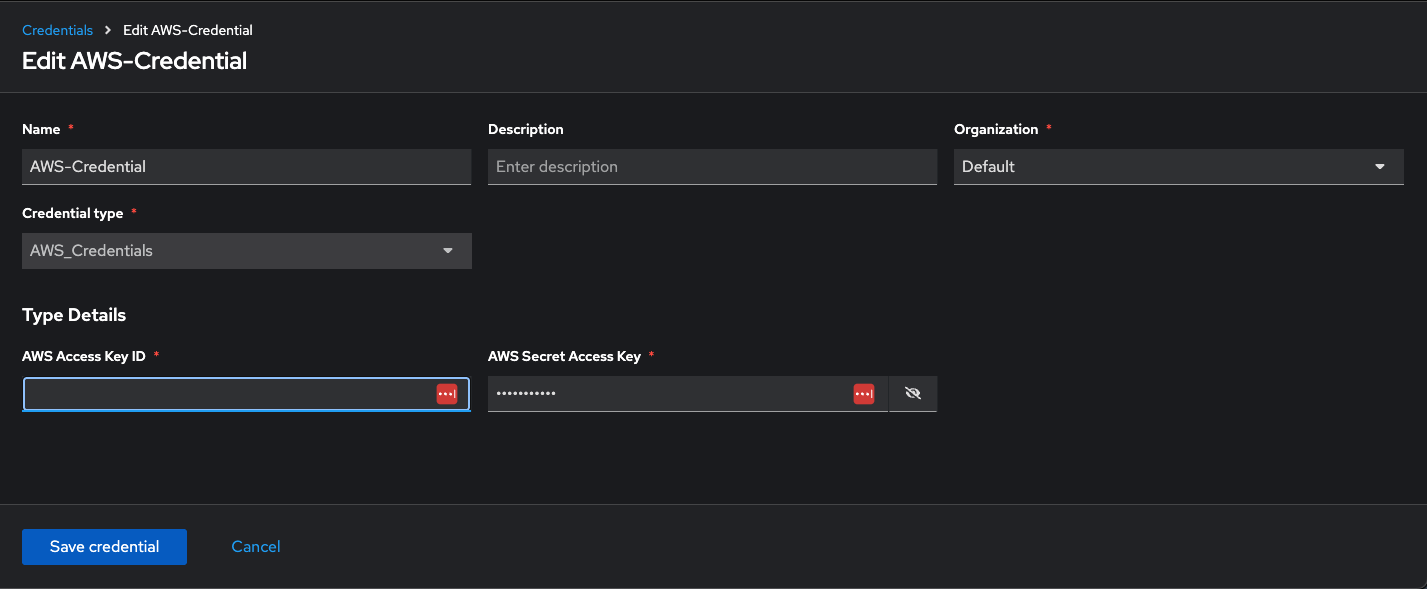 Credentials > Edit AWS-Credential
Edit AWS-Credential
Name * Description Organization *
AWS-Credential Enter description Default
Credential type *
AWS_Credentials
Type Details
AWS Access Key ID * AWS Secret Access Key *
•••••••••••
Save credential Cancel